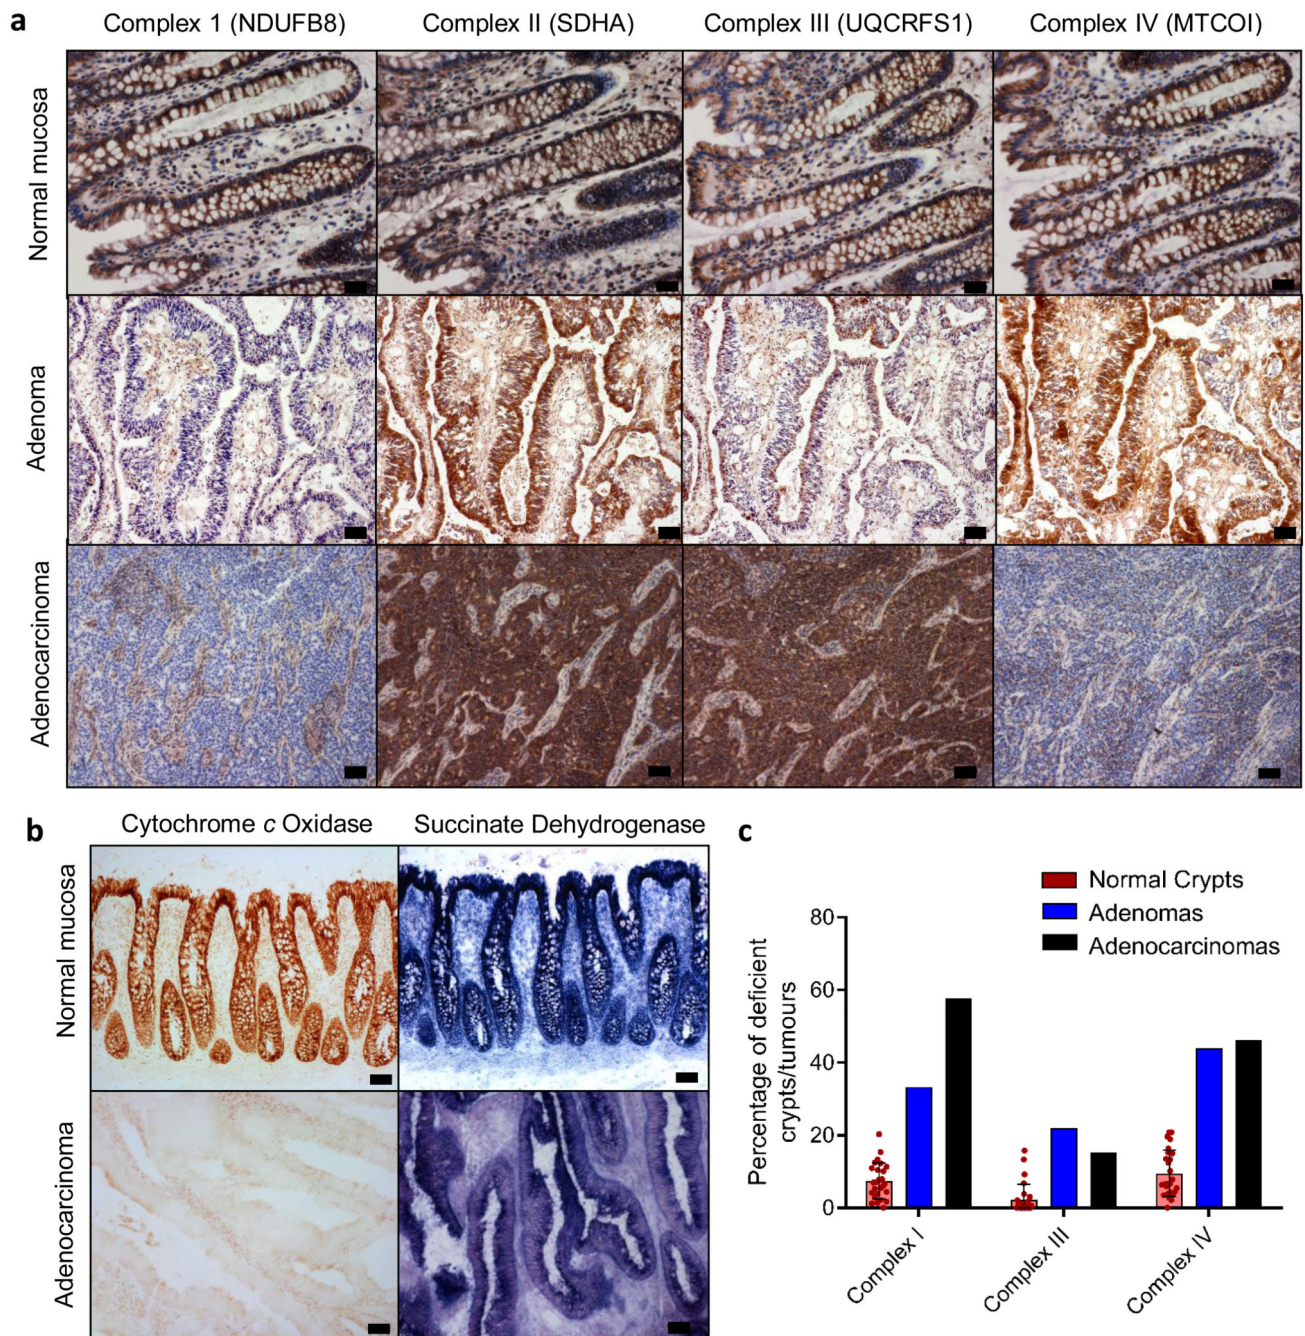 a
Complex 1 (NDUFB8)
Complex II (SDHA)
Complex III (UQCRFS1)
Complex IV (MTCOI)
Normal mucosa
Adenoma
Adenocarcinoma
b
Cytochrome c Oxidase
Succinate Dehydrogenase
Normal mucosa
Adenocarcinoma
c
Normal Crypts
Adenomas
Adenocarcinomas
Percentage of deficient
crypts/tumours
80
60
40
20
0
Complex I
Complex III
Complex IV